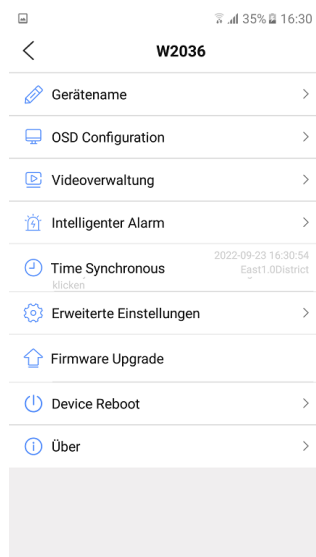 35% 16:30
W2036
Gerätename
OSD Configuration
Videoverwaltung
Intelligenter Alarm
2022-09-23 16:30:54
Time Synchronous East1.0District
klicken
Erweiterte Einstellungen
Firmware Upgrade
Device Reboot
Über